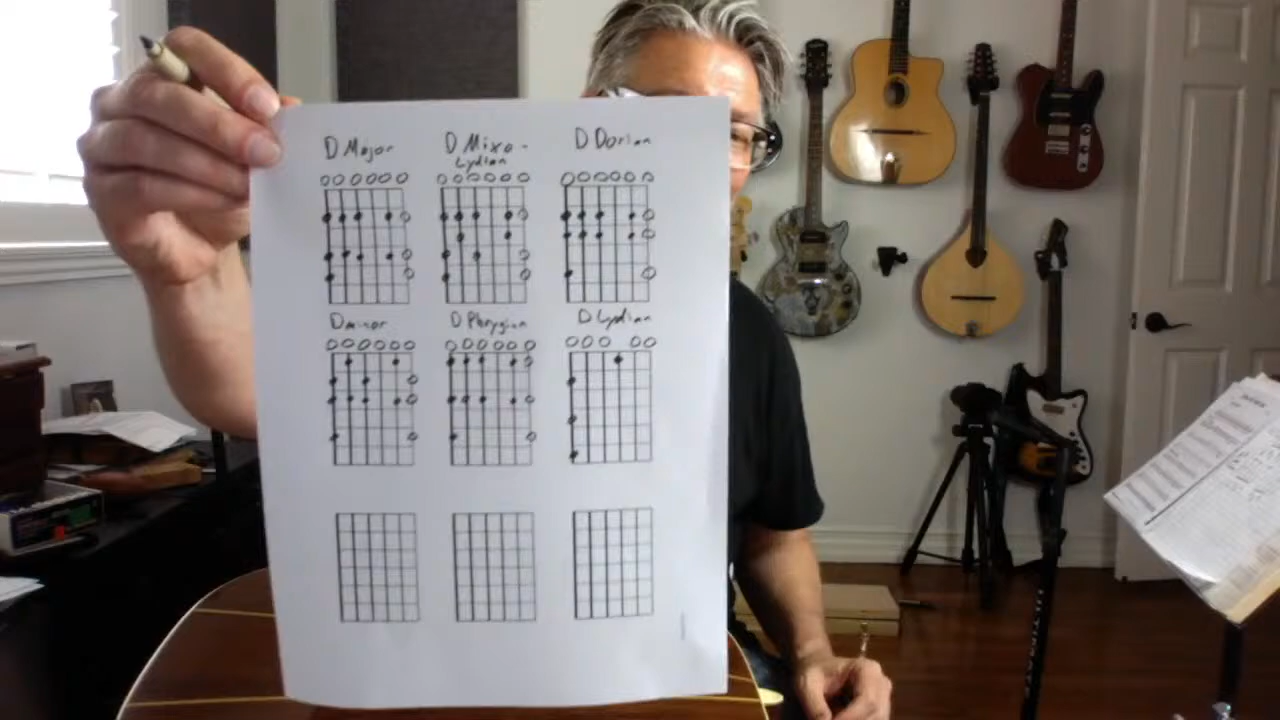 D Major
D Mixo-
Lydian
D Dorian
D minor
D Phrygian
D Lydian